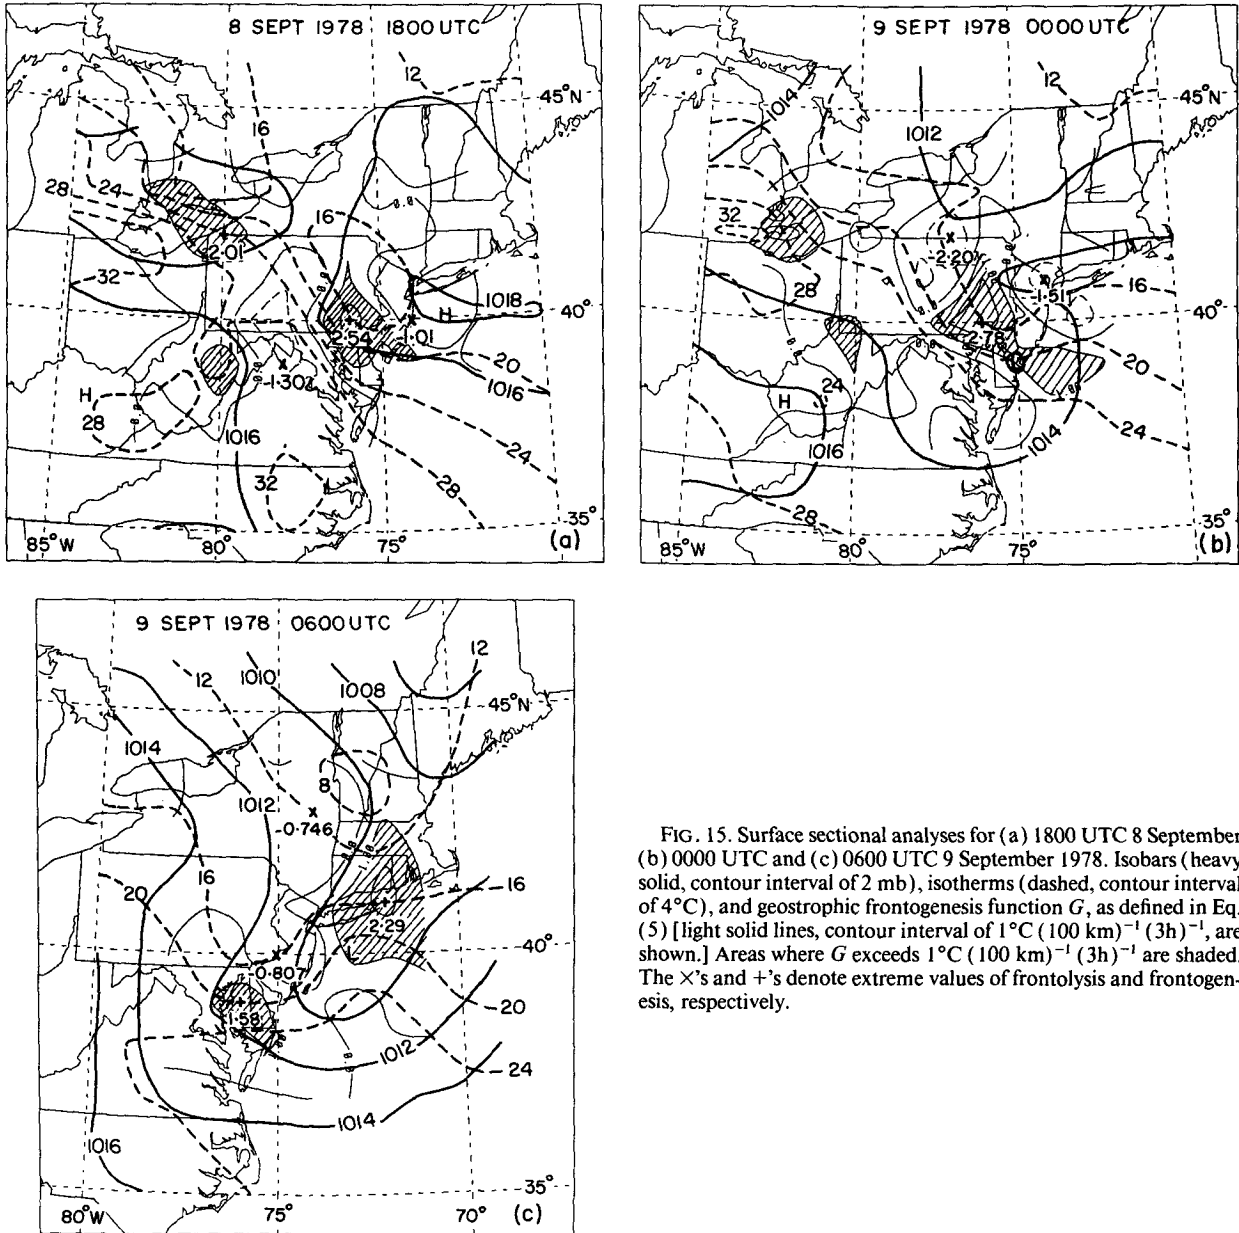 8 SEPT 1978 1800 UTC
12
45°N
16
28
24
16
2.01
32
1018
H
40°
2.54
-1.01
-1.30
20
1016
H
28
1016
24
32
28
35°
85°W
80°
75°
(a)
9 SEPT 1978 0000 UTC
12
1014
45°N
1012
32
-2.20
28
-1.51
16
40°
2.78
20
24
H
1016
1014
24
28
35°
85°W
80°
75°
(b)
9 SEPT 1978 0600 UTC
12
1010
12
1008
45°N
1014
8
1012
-0.746
16
20
16
2.29
40°
-0.807
1.58
20
1012
24
1014
1016
35°
80°W
75°
70°
(c)
FIG. 15. Surface sectional analyses for (a) 1800 UTC 8 September
(b) 0000 UTC and (c) 0600 UTC 9 September 1978. Isobars (heavy
solid, contour interval of 2 mb), isotherms (dashed, contour interval
of 4°C), and geostrophic frontogenesis function G, as defined in Eq.
(5) [light solid lines, contour interval of 1°C (100 km)⁻¹ (3h)⁻¹, are
shown.] Areas where G exceeds 1°C (100 km)⁻¹ (3h)⁻¹ are shaded.
The ×'s and +'s denote extreme values of frontolysis and frontogen-
esis, respectively.